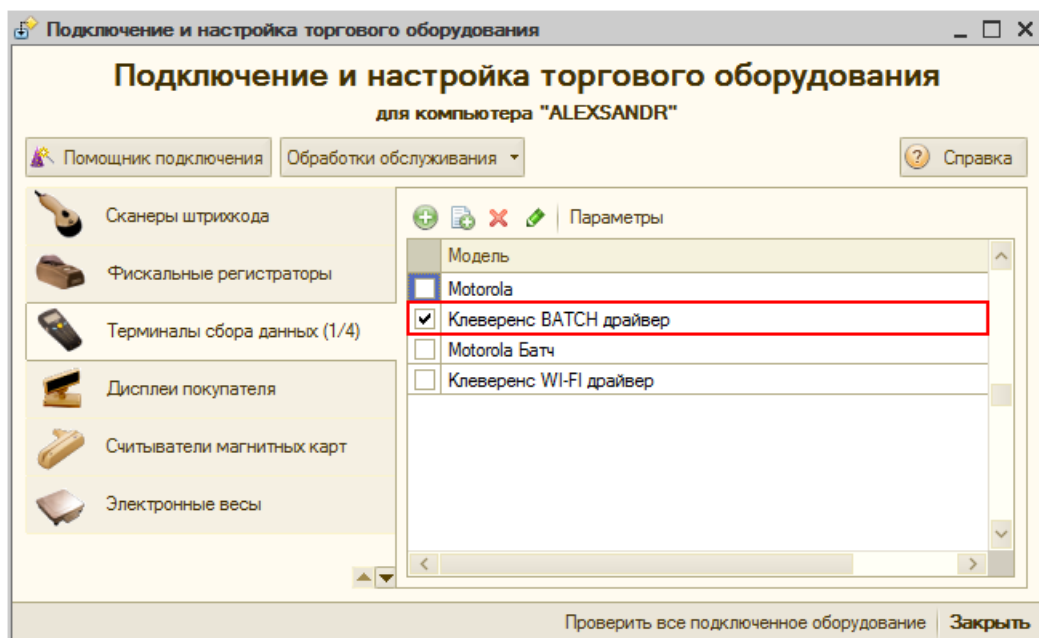 Подключение и настройка торгового оборудования
Подключение и настройка торгового оборудования
для компьютера "ALEXSANDR"
Помощник подключения
Обработки обслуживания
Справка
Сканеры штрихкода
Фискальные регистраторы
Терминалы сбора данных (1/4)
Дисплеи покупателя
Считыватели магнитных карт
Электронные весы
Параметры
Модель
Motorola
Клеверенс BATCH драйвер
Motorola Батч
Клеверенс WI-FI драйвер
Проверить все подключенное оборудование
Закрыть